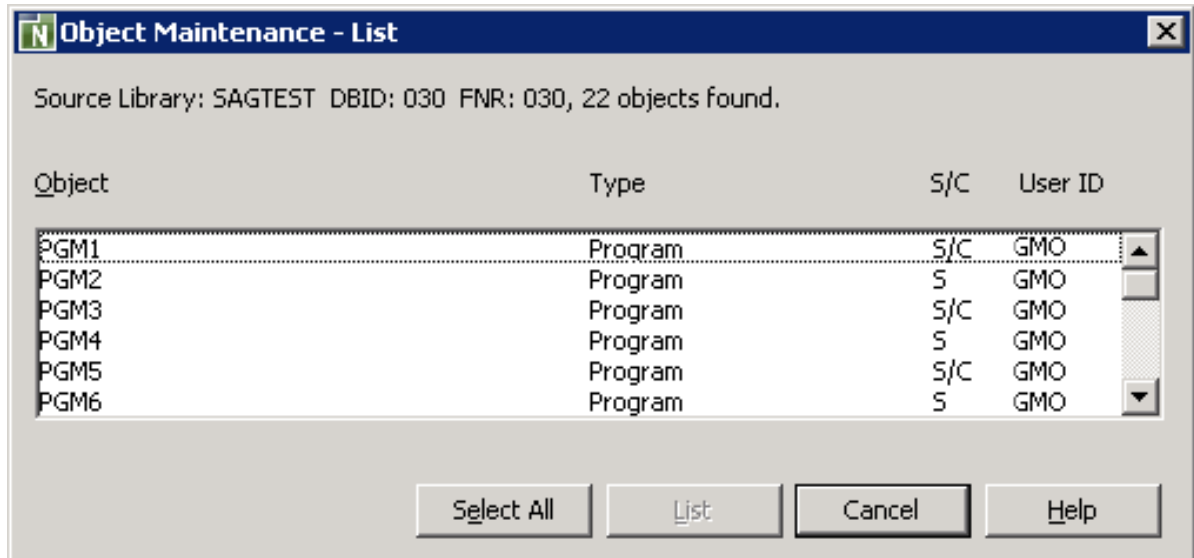 N Object Maintenance - List
Source Library: SAGTEST DBID: 030 FNR: 030, 22 objects found.
Object Type S/C User ID
PGM1 Program S/C GMO
PGM2 Program S GMO
PGM3 Program S/C GMO
PGM4 Program S GMO
PGM5 Program S/C GMO
PGM6 Program S GMO
Select All List Cancel Help